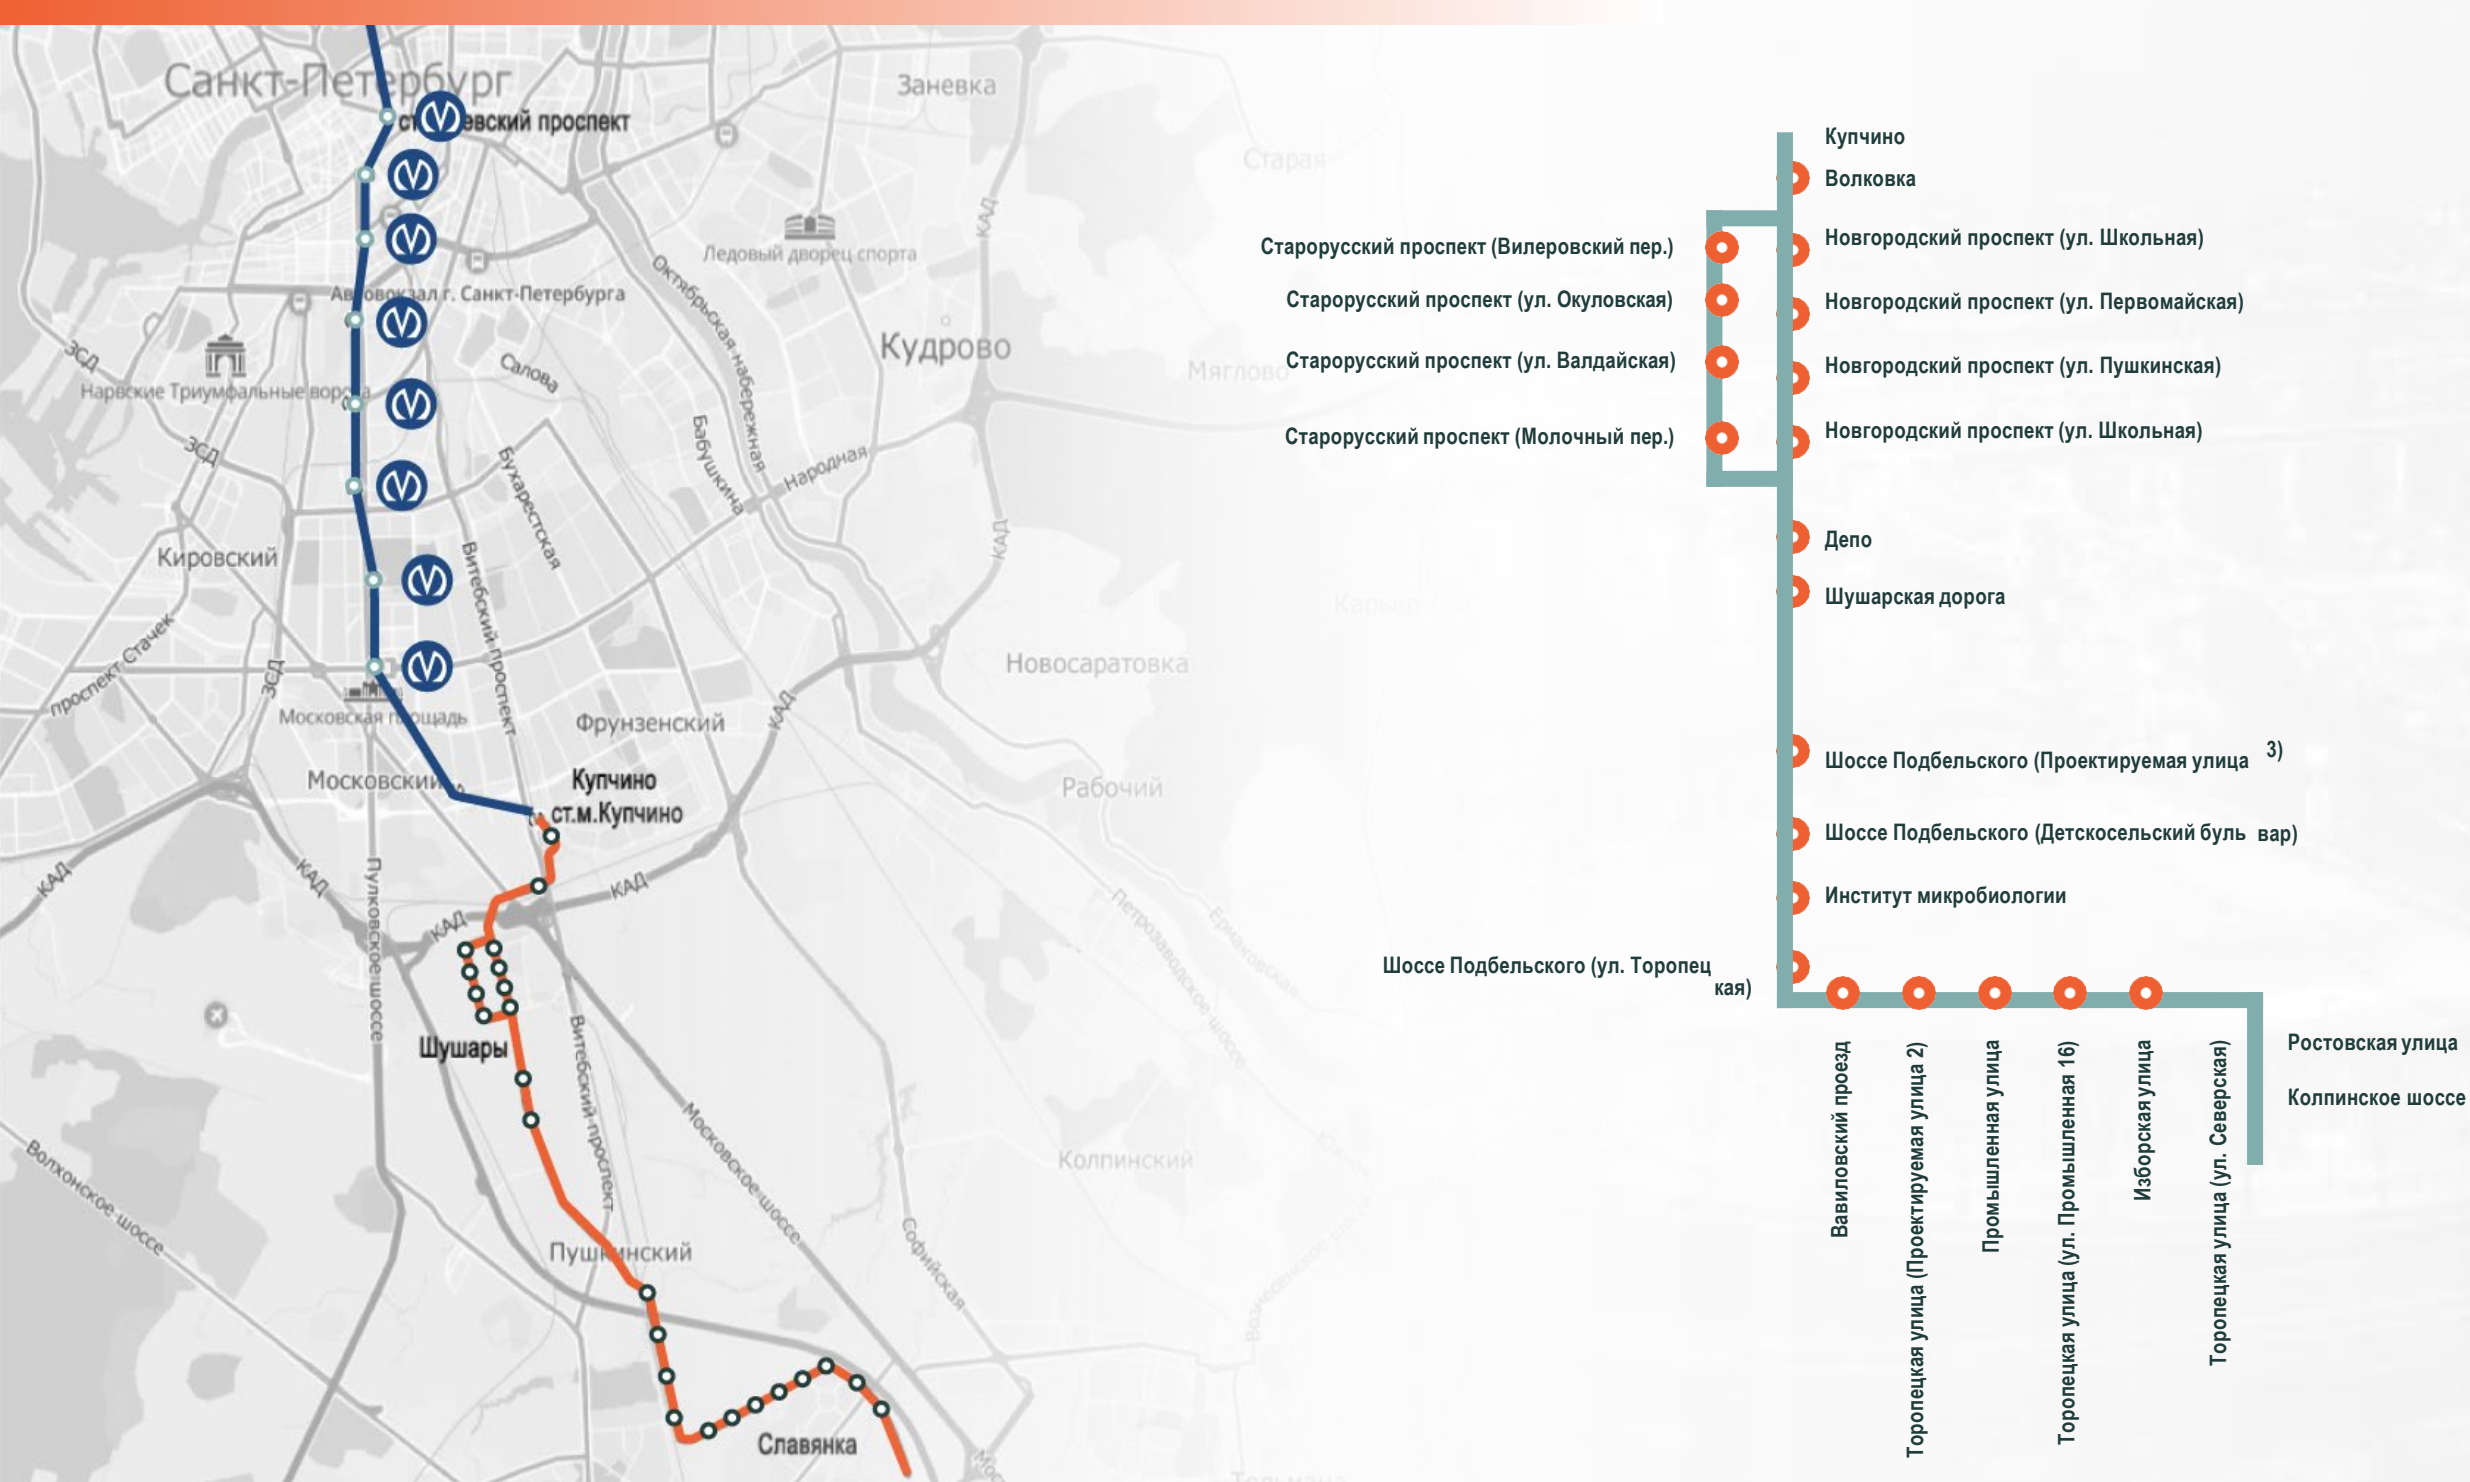 Санкт-Петербург
Заневка
Старая
КАД
Ледовый дворец спорта
Октябрьская набережная
Кудрово
Мяглово
ЗСД
Нарвские Триумфальные ворота
Салова
Бабушкина
Народная
Бухарестская
ЗСД
КАД
Кировский
Витебский проспект
проспект Стачек
ЗСД
Новосаратовка
Московская площадь
Фрунзенский
КАД
Московский
Купчино
ст.м.Купчино
Рабочий
КАД
КАД
Пулковское шоссе
КАД
КАД
Петрозаводское шоссе
Ермаковская
Шушары
Витебский проспект
Московское шоссе
Колпинский
Южная
Волхонское шоссе
Пушкинский
Софийская
Вознесенское шоссе
Славянка
Купчино
Волковка
Старорусский проспект (Вилеровский пер.)
Новгородский проспект (ул. Школьная)
Старорусский проспект (ул. Окуловская)
Новгородский проспект (ул. Первомайская)
Старорусский проспект (ул. Валдайская)
Новгородский проспект (ул. Пушкинская)
Старорусский проспект (Молочный пер.)
Новгородский проспект (ул. Школьная)
Депо
Шушарская дорога
Шоссе Подбельского (Проектируемая улица 3)
Шоссе Подбельского (Детскосельский буль вар)
Институт микробиологии
Шоссе Подбельского (ул. Торопец
кая)
Вавиловский проезд
Торопецкая улица (Проектируемая улица 2)
Промышленная улица
Торопецкая улица (ул. Промышленная 16)
Изборская улица
Торопецкая улица (ул. Северская)
Ростовская улица
Колпинское шоссе